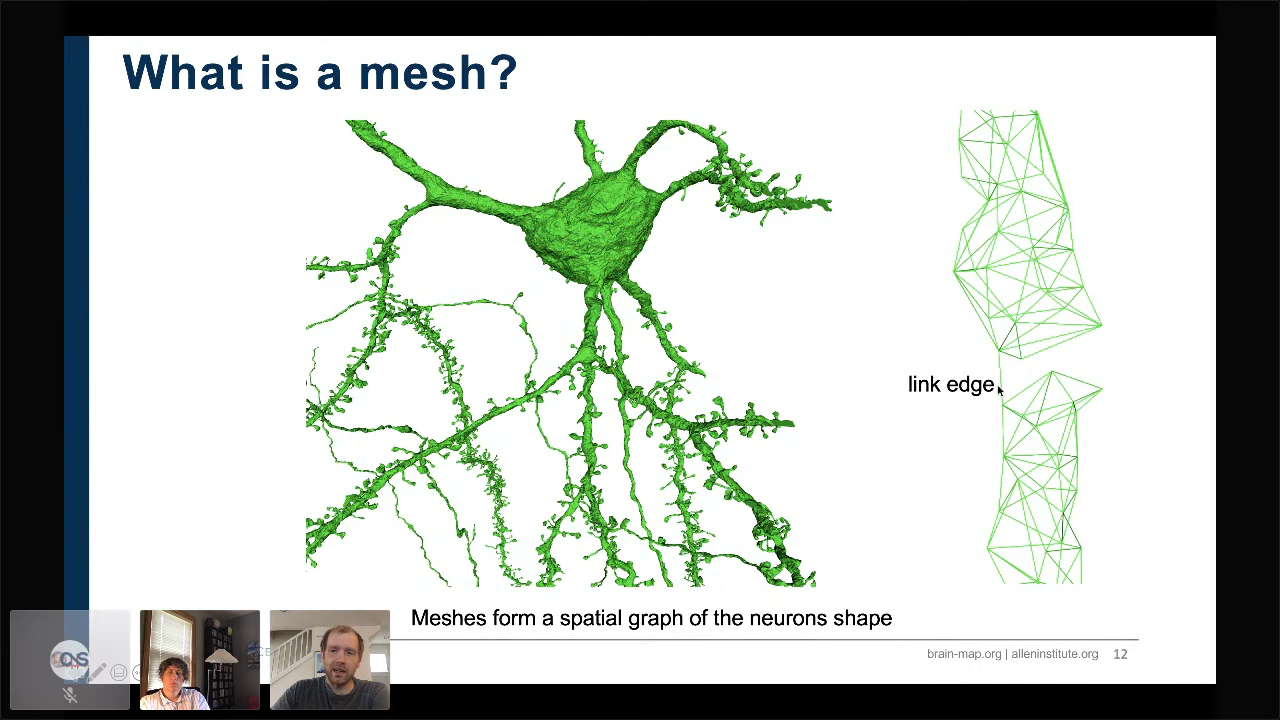 What is a mesh?
link edge
Meshes form a spatial graph of the neurons shape
brain-map.org | alleninstitute.org 12